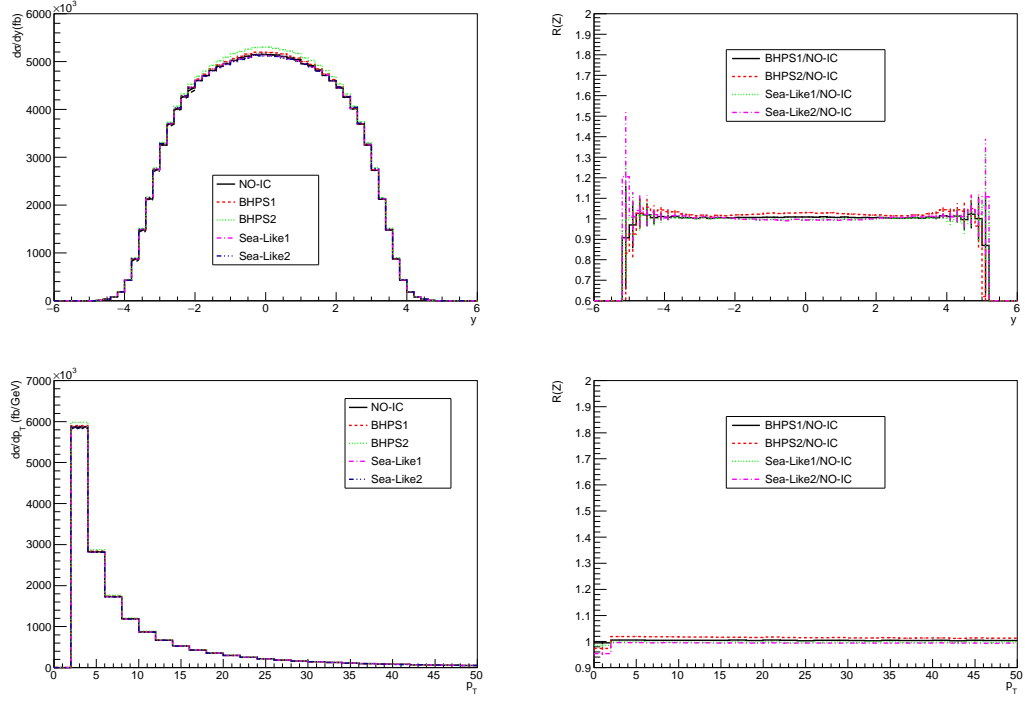 ×10³
dσ/dy(fb)
6000
5000
4000
3000
2000
1000
0
NO-IC
BHPS1
BHPS2
Sea-Like1
Sea-Like2
−6 −4 −2 0 2 4 6
y
R(Z)
2
1.9
1.8
1.7
1.6
1.5
1.4
1.3
1.2
1.1
1
0.9
0.8
0.7
0.6
BHPS1/NO-IC
BHPS2/NO-IC
Sea-Like1/NO-IC
Sea-Like2/NO-IC
−6 −4 −2 0 2 4 6
y
×10³
dσ/dp_T (fb/GeV)
7000
6000
5000
4000
3000
2000
1000
0
NO-IC
BHPS1
BHPS2
Sea-Like1
Sea-Like2
0 5 10 15 20 25 30 35 40 45 50
p_T
R(Z)
2
1.9
1.8
1.7
1.6
1.5
1.4
1.3
1.2
1.1
1
0.9
BHPS1/NO-IC
BHPS2/NO-IC
Sea-Like1/NO-IC
Sea-Like2/NO-IC
0 5 10 15 20 25 30 35 40 45 50
p_T